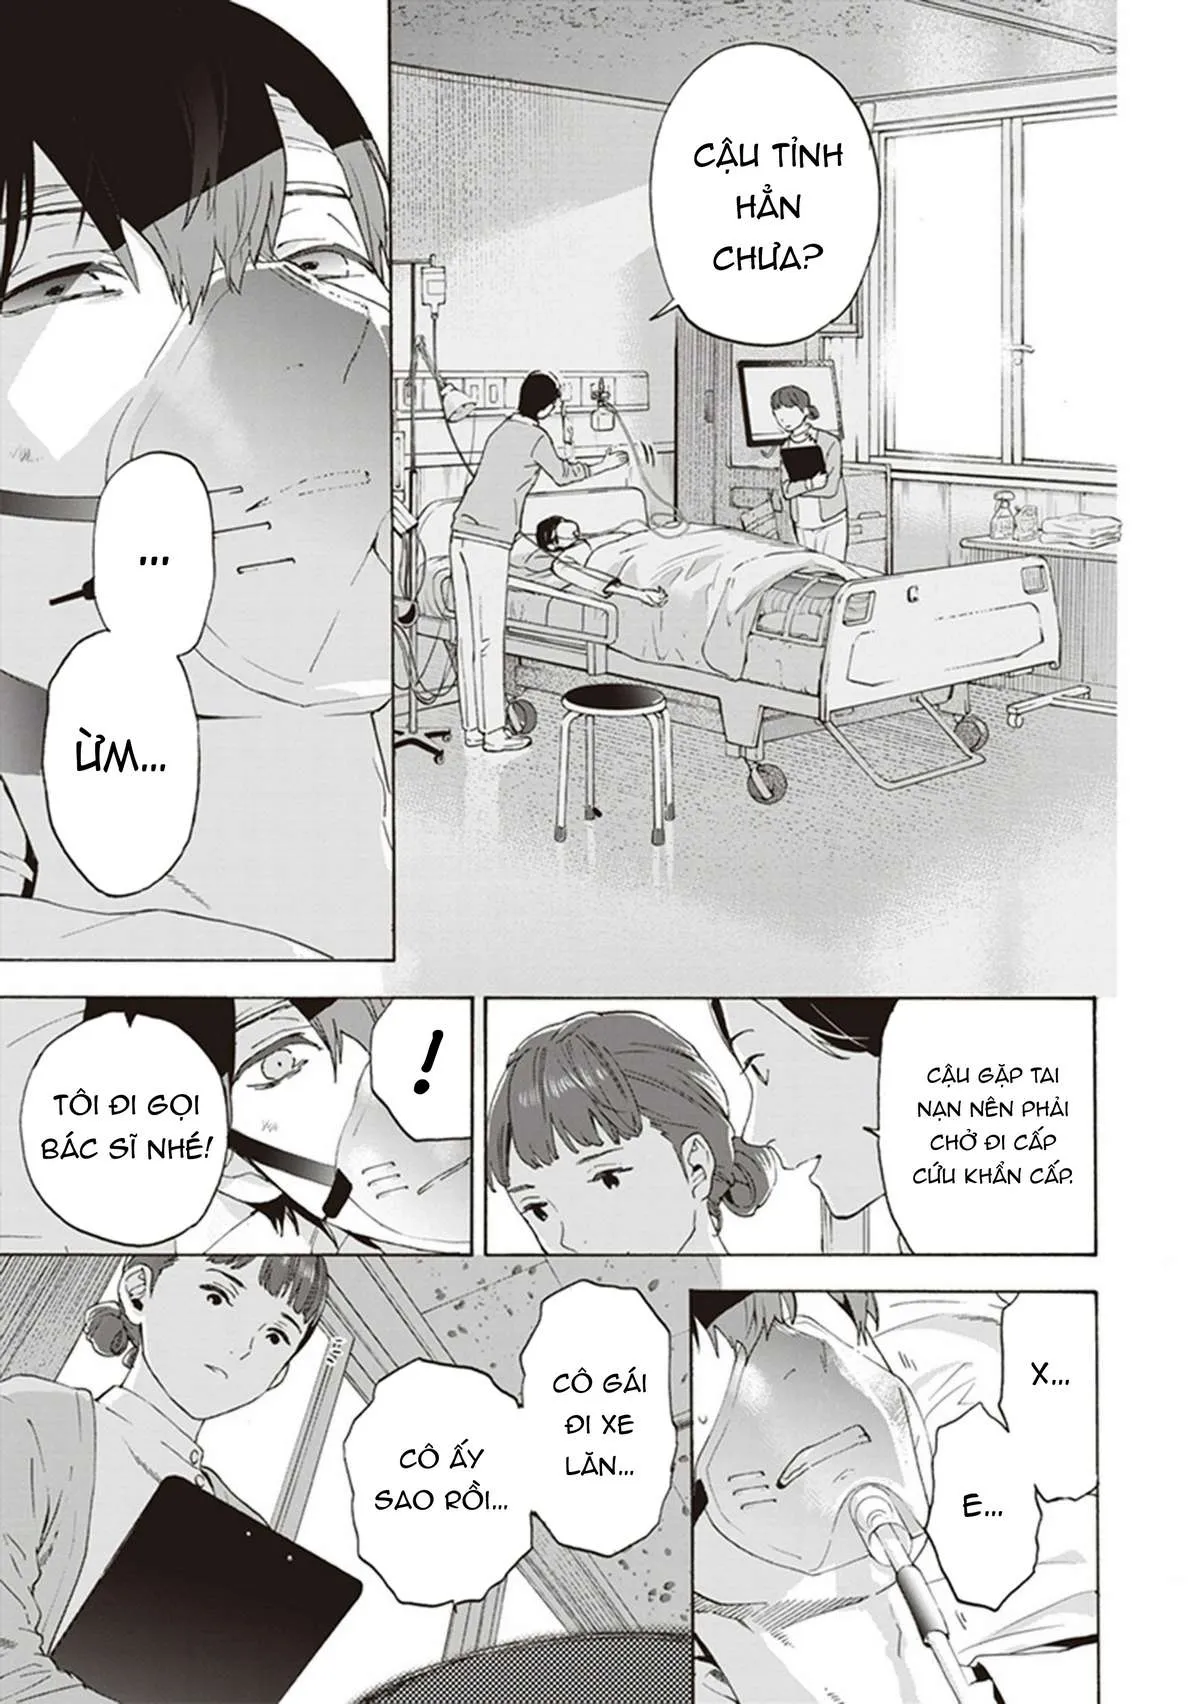 CẬU TỈNH
HẲN
CHƯA?
...
ỪM...
CẬU GẶP TAI
NẠN NÊN PHẢI
CHỞ ĐI CẤP
CỨU KHẨN CẤP.
!
TÔI ĐI GỌI
BÁC SĨ NHÉ!
X...
E...
CÔ GÁI
ĐI XE
LĂN...
CÔ ẤY
SAO RỒI...